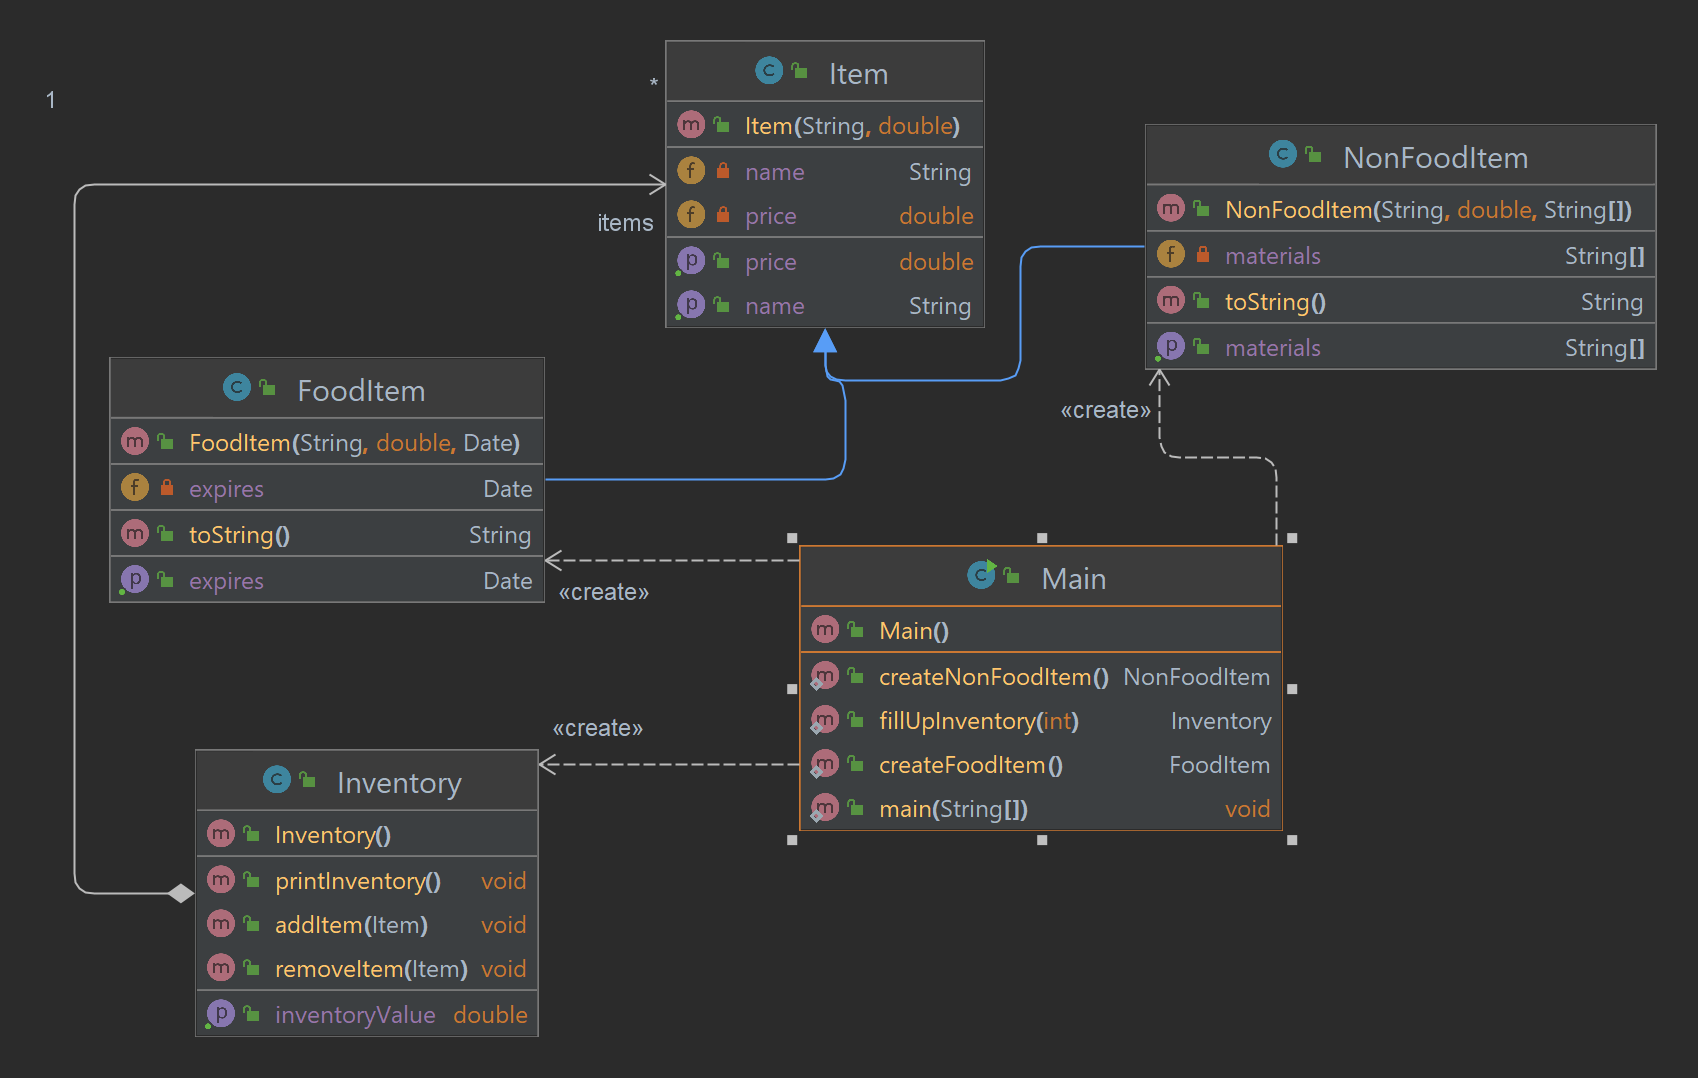 1
*
items
Item
Item(String, double)
name String
price double
price double
name String
NonFoodItem
NonFoodItem(String, double, String[])
materials String[]
toString() String
materials String[]
«create»
FoodItem
FoodItem(String, double, Date)
expires Date
toString() String
expires Date
«create»
Main
Main()
createNonFoodItem() NonFoodItem
fillUpInventory(int) Inventory
createFoodItem() FoodItem
main(String[]) void
«create»
Inventory
Inventory()
printInventory() void
addItem(Item) void
removeItem(Item) void
inventoryValue double